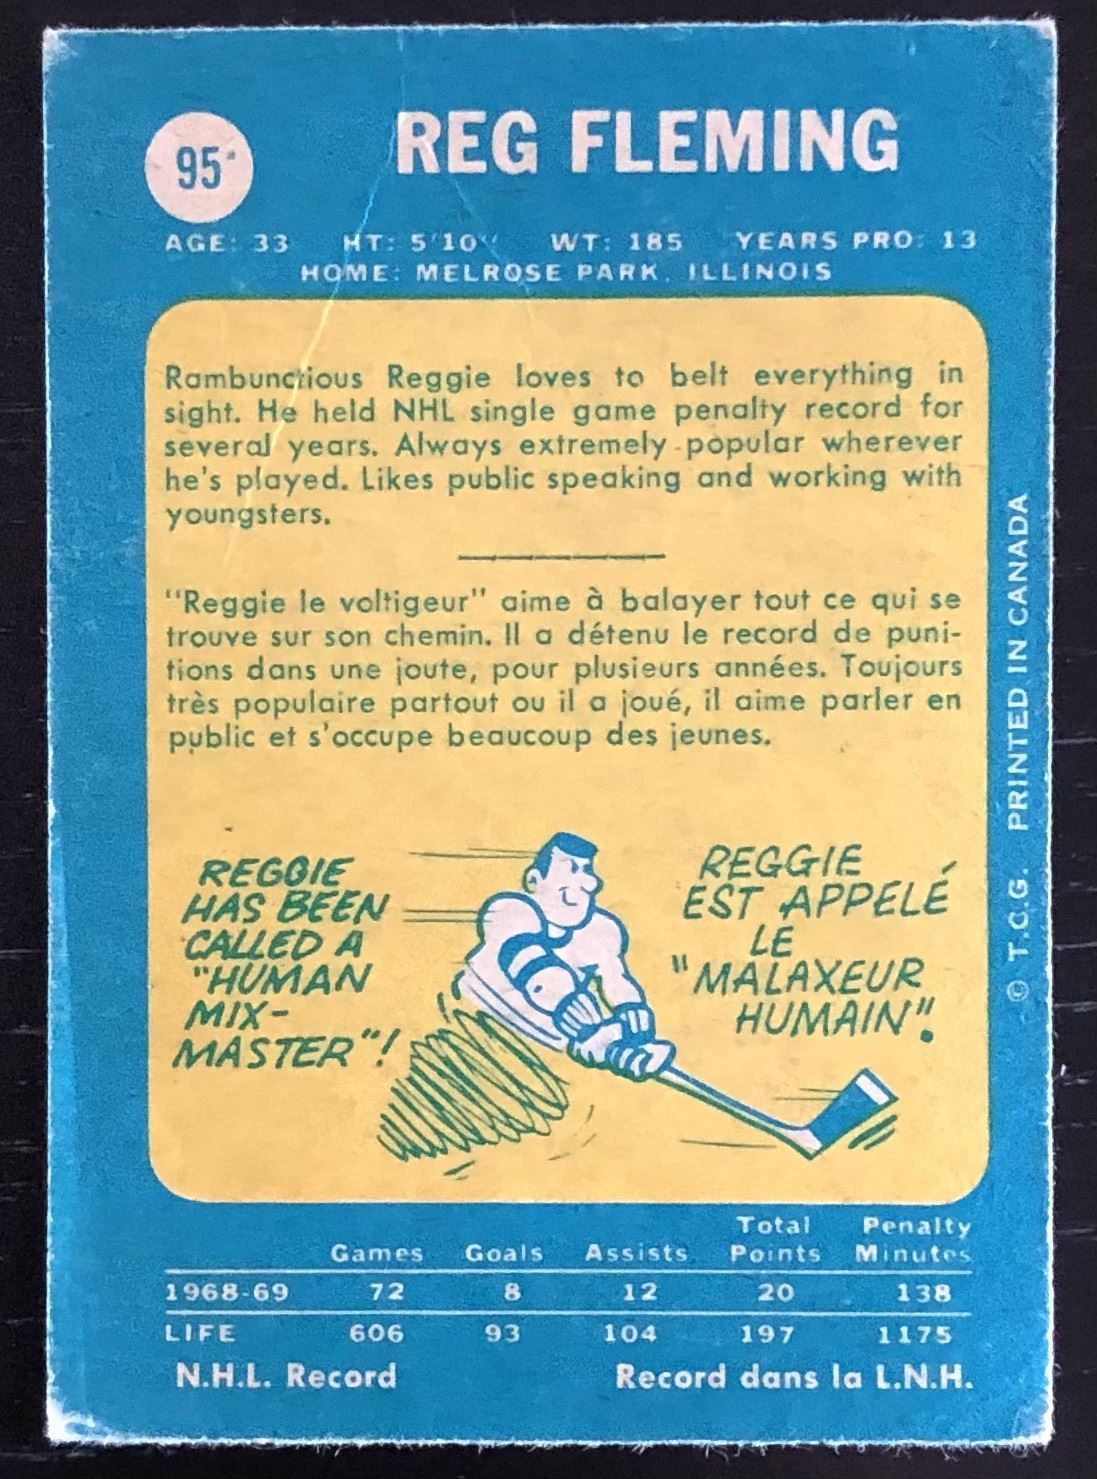 95
REG FLEMING
AGE: 33 HT: 5'10" WT: 185 YEARS PRO: 13
HOME: MELROSE PARK, ILLINOIS
Rambunctious Reggie loves to belt everything in
sight. He held NHL single game penalty record for
several years. Always extremely popular wherever
he's played. Likes public speaking and working with
youngsters.
"Reggie le voltigeur" aime à balayer tout ce qui se
trouve sur son chemin. Il a détenu le record de puni-
tions dans une joute, pour plusieurs années. Toujours
très populaire partout ou il a joué, il aime parler en
public et s'occupe beaucoup des jeunes.
REGGIE
HAS BEEN
CALLED A
"HUMAN
MIX-
MASTER"!
REGGIE
EST APPELÉ
LE
"MALAXEUR
HUMAIN".
© T.C.G. PRINTED IN CANADA
Games Goals Assists Total Points Penalty Minutes
1968-69 72 8 12 20 138
LIFE 606 93 104 197 1175
N.H.L. Record Record dans la L.N.H.